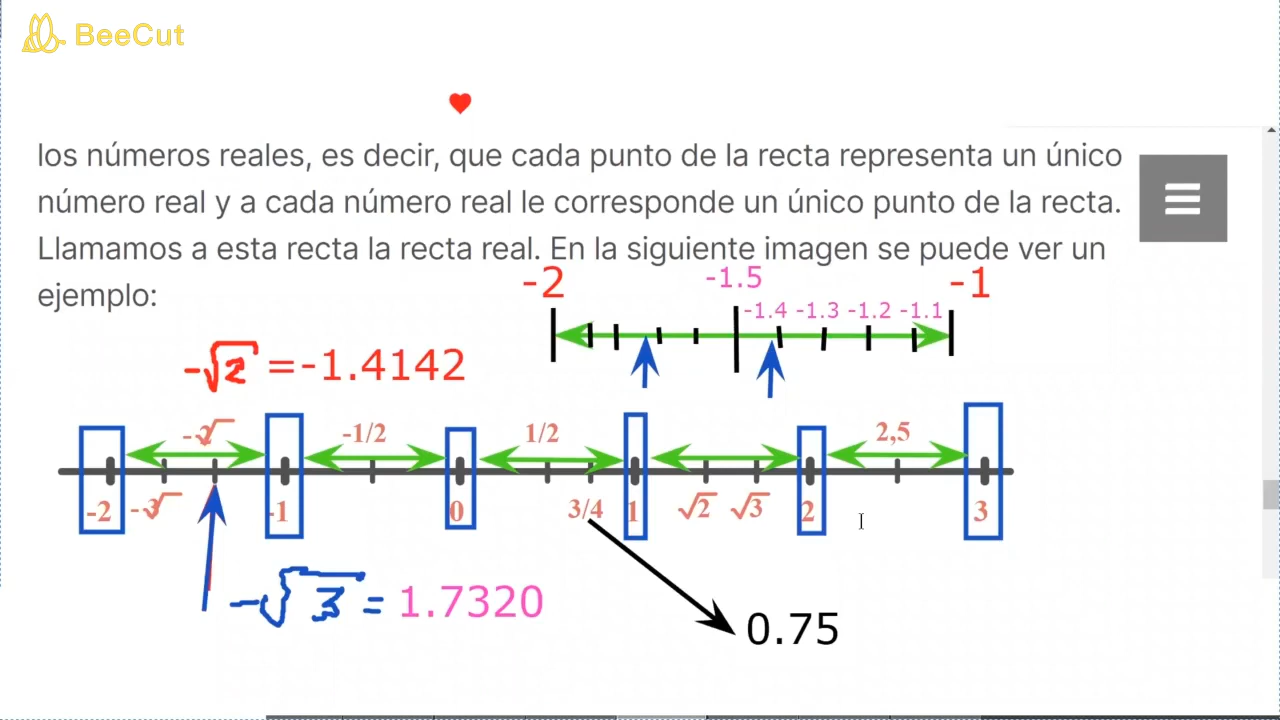 BeeCut
los números reales, es decir, que cada punto de la recta representa un único
número real y a cada número real le corresponde un único punto de la recta.
Llamamos a esta recta la recta real. En la siguiente imagen se puede ver un
ejemplo:
-2 -1.5 -1
-1.4 -1.3 -1.2 -1.1
-√2 = -1.4142
-2√ -1/2 1/2 2,5
-2 -3√ -1 0 3/4 1 √2 √3 2 3
-√3 = 1.7320
0.75